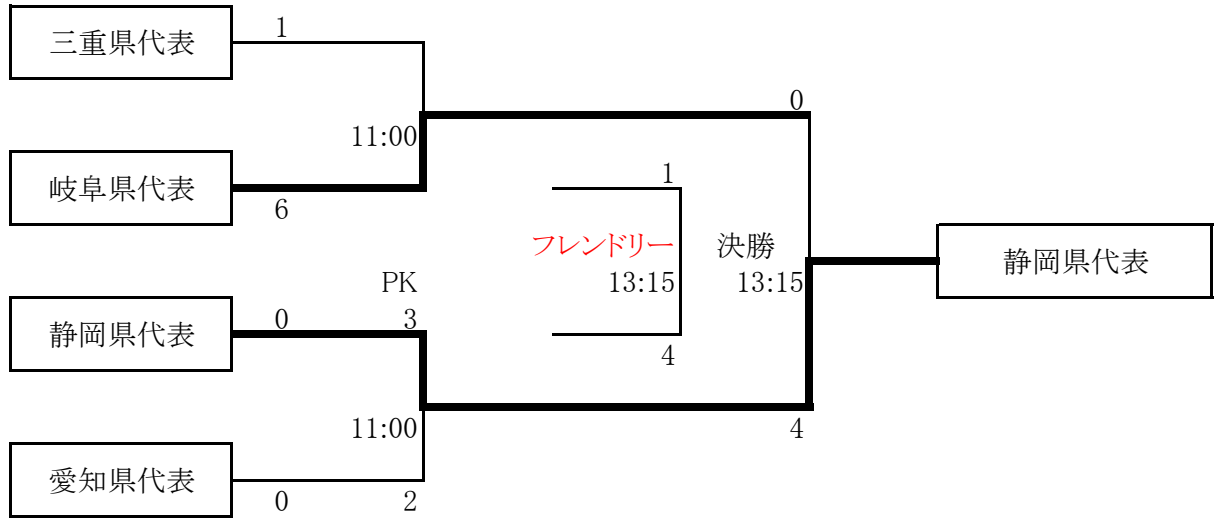 三重県代表
1
0
11:00
岐阜県代表
6
1
フレンドリー
13:15
4
決勝
13:15
静岡県代表
PK
静岡県代表
0
3
11:00
4
愛知県代表
0
2